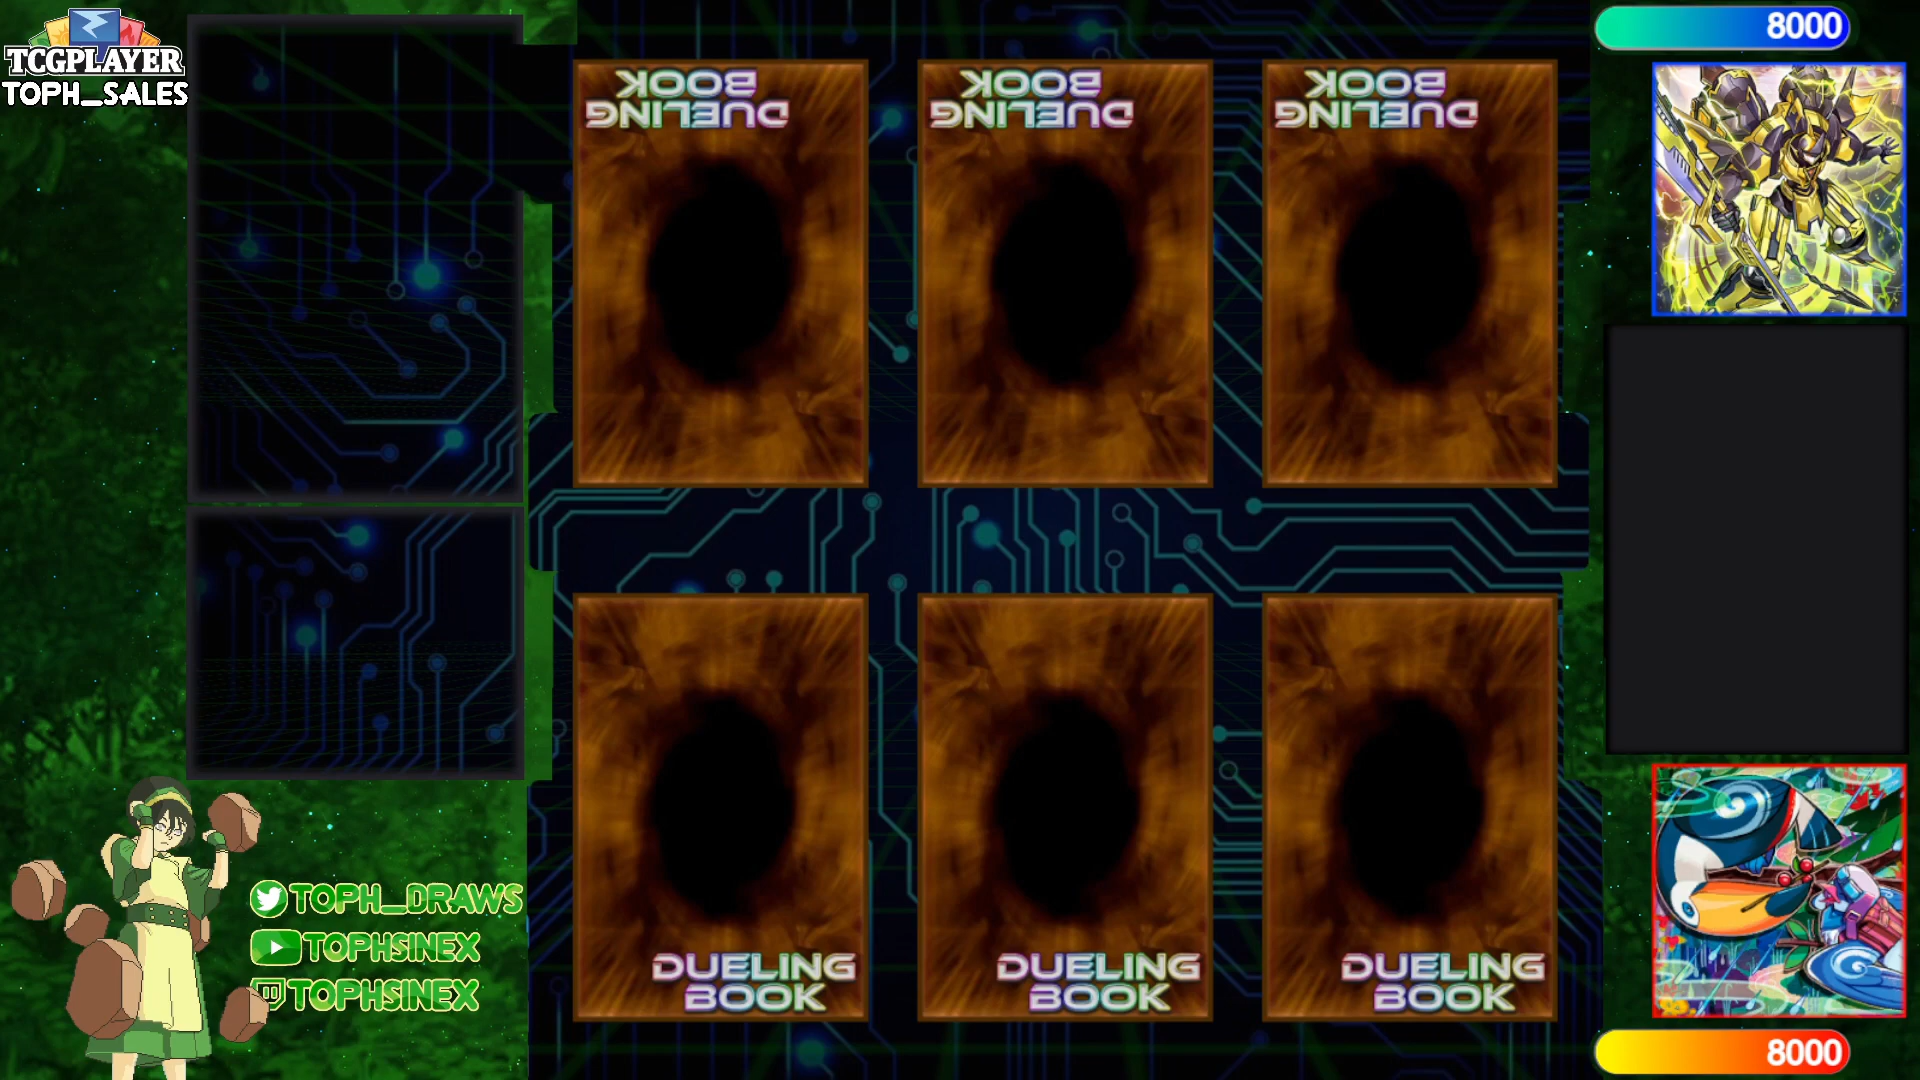 TCGPLAYER
TOPH_SALES
8000
DUELING
BOOK
DUELING
BOOK
DUELING
BOOK
DUELING
BOOK
DUELING
BOOK
DUELING
BOOK
TOPH_DRAWS
TOPHSINEX
TOPHSINEX
8000